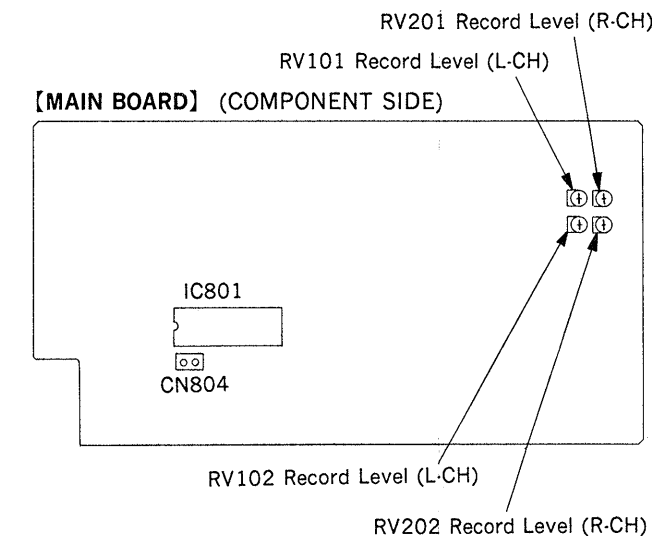 RV201 Record Level (R-CH)
RV101 Record Level (L-CH)
【MAIN BOARD】 (COMPONENT SIDE)
IC801
CN804
RV102 Record Level (L-CH)
RV202 Record Level (R-CH)